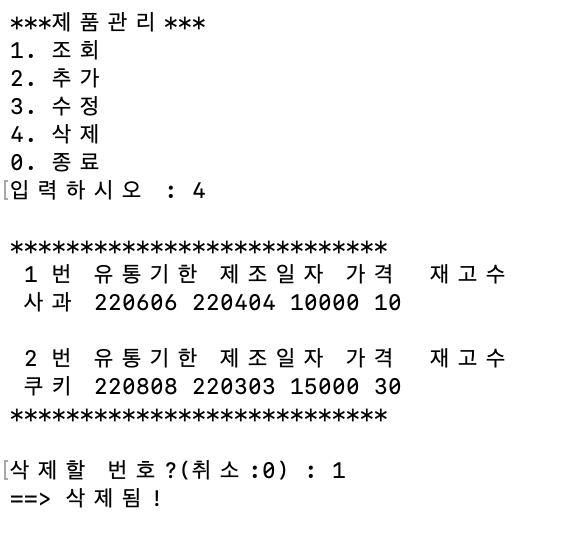 ***제품관리***
1. 조회
2. 추가
3. 수정
4. 삭제
0. 종료
[입력하시오 : 4
***************************
1번 유통기한 제조일자 가격 재고수
사과 220606 220404 10000 10
2번 유통기한 제조일자 가격 재고수
쿠키 220808 220303 15000 30
***************************
[삭제할 번호?(취소:0) : 1
==> 삭제됨!